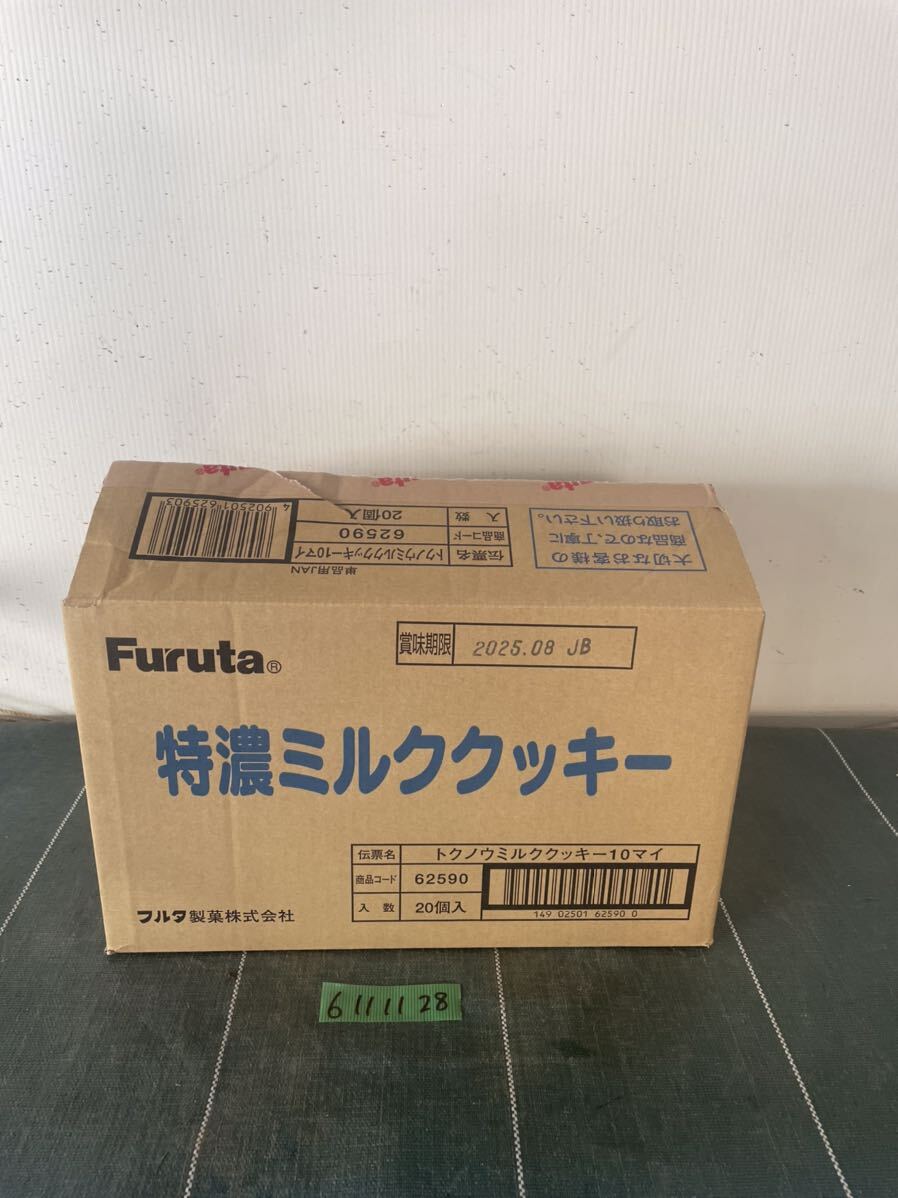 uta®
大切なお客様の
商品なので、丁寧に
お取り扱い下さい。
単品用JAN
伝票名 トクノウミルククッキー10マイ
商品コード 62590
入数 20個入
4 902501 625903
Furuta®
賞味期限 2025.08 JB
特濃ミルククッキー
伝票名 トクノウミルククッキー10マイ
商品コード 62590
入数 20個入
149 02501 62590 0
フルタ製菓株式会社
6 11 11 28